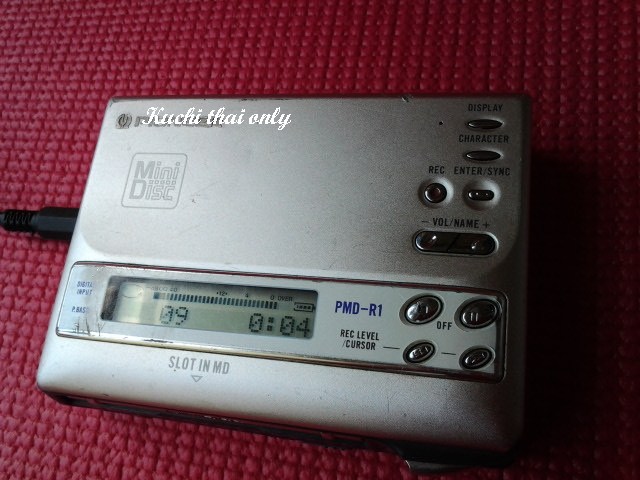 DISPLAY
Kuchi thai only
CHARACTER
REC ENTER/SYNC
Mini
Disc
− VOL/NAME +
DIGITAL
INPUT
OVER
PMD-R1
P.BASS
09 0:04
OFF
REC LEVEL
/CURSOR
SLOT IN MD